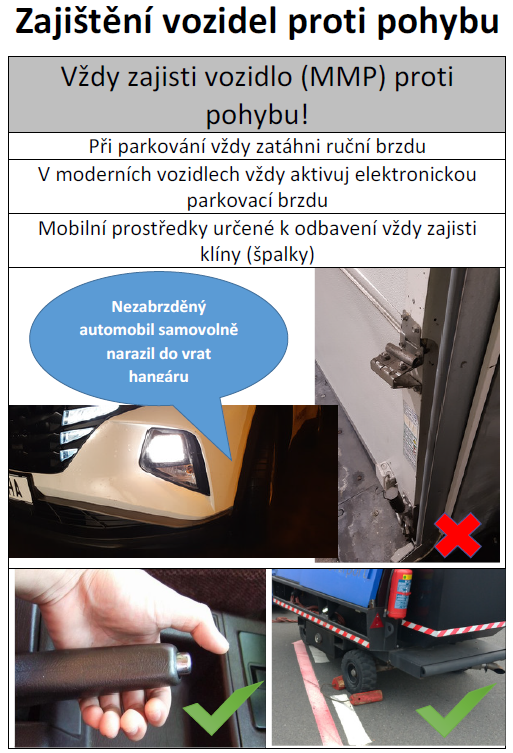 Zajištění vozidel proti pohybu
Vždy zajisti vozidlo (MMP) proti
pohybu!
Při parkování vždy zatáhni ruční brzdu
V moderních vozidlech vždy aktivuj elektronickou
parkovací brzdu
Mobilní prostředky určené k odbavení vždy zajisti
klíny (špalky)
Nezabrzděný
automobil samovolně
narazil do vrat
hangáru